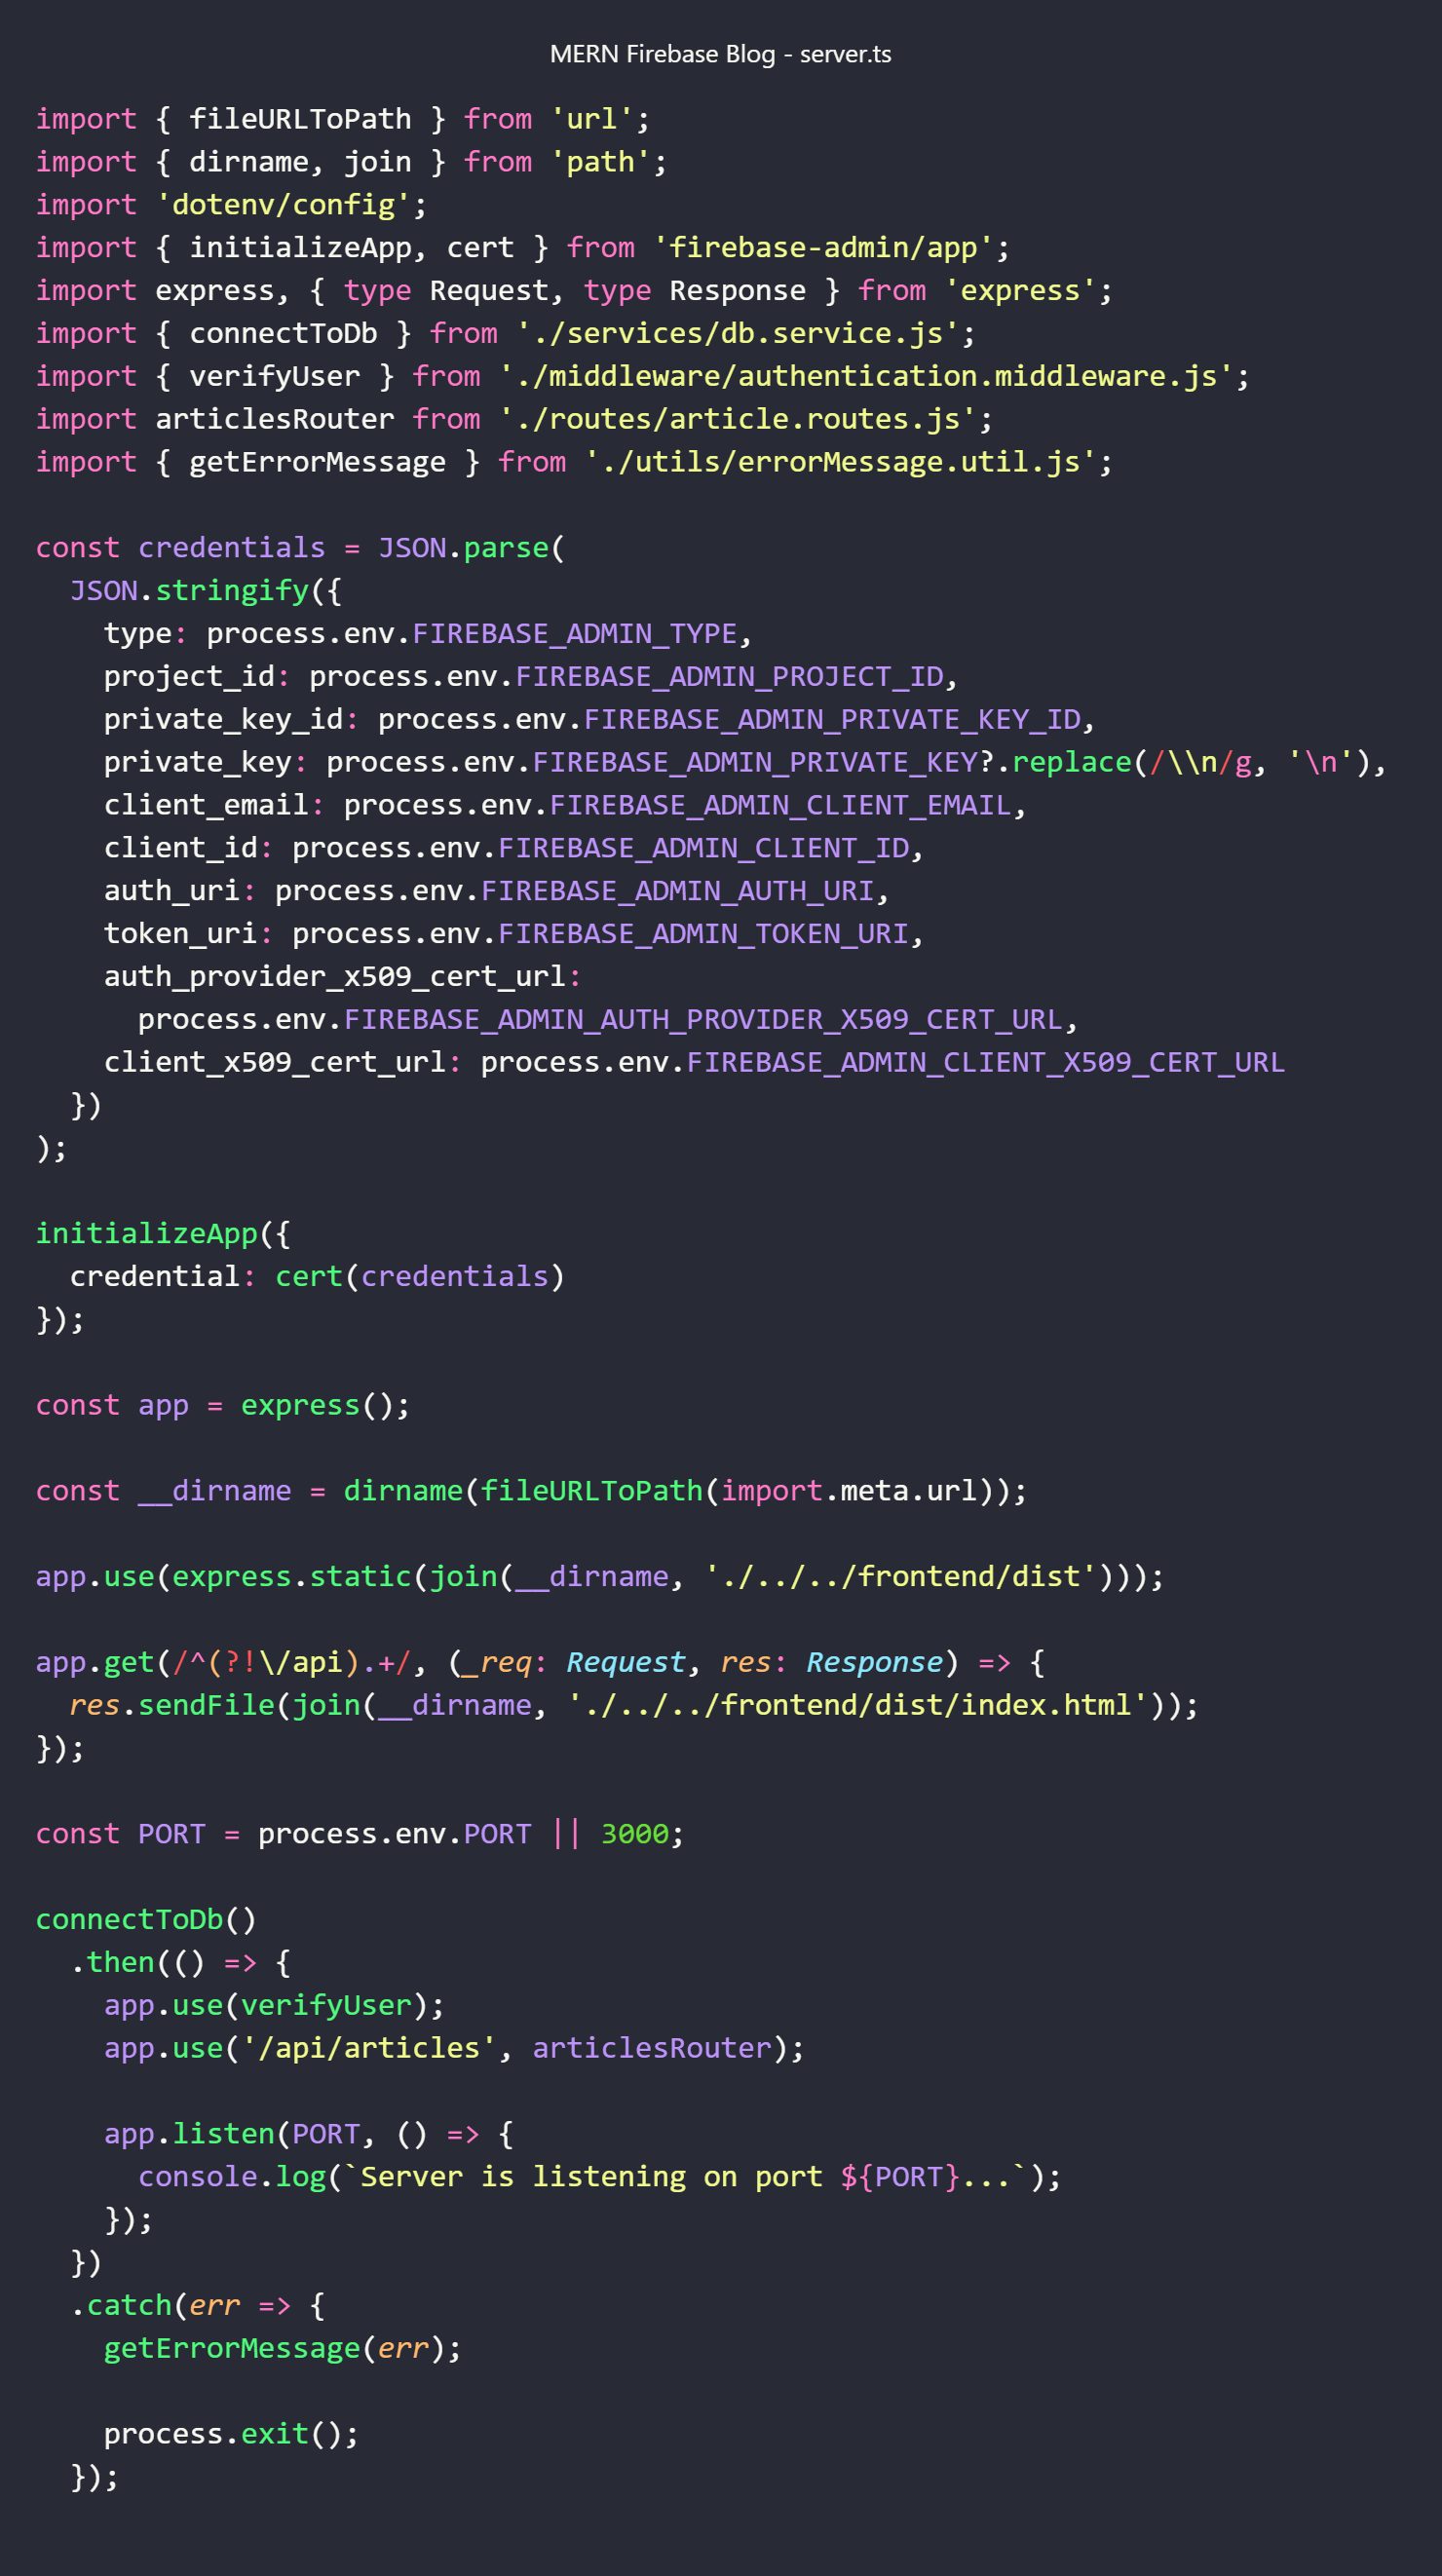 MERN Firebase Blog - server.ts
import { fileURLToPath } from 'url';
import { dirname, join } from 'path';
import 'dotenv/config';
import { initializeApp, cert } from 'firebase-admin/app';
import express, { type Request, type Response } from 'express';
import { connectToDb } from './services/db.service.js';
import { verifyUser } from './middleware/authentication.middleware.js';
import articlesRouter from './routes/article.routes.js';
import { getErrorMessage } from './utils/errorMessage.util.js';

const credentials = JSON.parse(
  JSON.stringify({
    type: process.env.FIREBASE_ADMIN_TYPE,
    project_id: process.env.FIREBASE_ADMIN_PROJECT_ID,
    private_key_id: process.env.FIREBASE_ADMIN_PRIVATE_KEY_ID,
    private_key: process.env.FIREBASE_ADMIN_PRIVATE_KEY?.replace(/\\n/g, '\n'),
    client_email: process.env.FIREBASE_ADMIN_CLIENT_EMAIL,
    client_id: process.env.FIREBASE_ADMIN_CLIENT_ID,
    auth_uri: process.env.FIREBASE_ADMIN_AUTH_URI,
    token_uri: process.env.FIREBASE_ADMIN_TOKEN_URI,
    auth_provider_x509_cert_url:
      process.env.FIREBASE_ADMIN_AUTH_PROVIDER_X509_CERT_URL,
    client_x509_cert_url: process.env.FIREBASE_ADMIN_CLIENT_X509_CERT_URL
  })
);

initializeApp({
  credential: cert(credentials)
});

const app = express();

const __dirname = dirname(fileURLToPath(import.meta.url));

app.use(express.static(join(__dirname, './../../frontend/dist')));

app.get(/^(?!\/api).+/, (_req: Request, res: Response) => {
  res.sendFile(join(__dirname, './../../frontend/dist/index.html'));
});

const PORT = process.env.PORT || 3000;

connectToDb()
  .then(() => {
    app.use(verifyUser);
    app.use('/api/articles', articlesRouter);

    app.listen(PORT, () => {
      console.log(`Server is listening on port ${PORT}...`);
    });
  })
  .catch(err => {
    getErrorMessage(err);

    process.exit();
  });